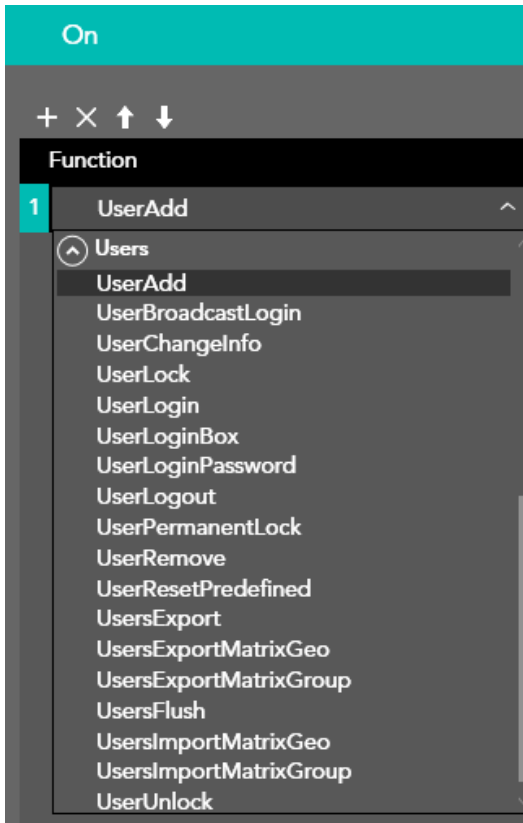 On
Function
1 UserAdd
Users
UserAdd
UserBroadcastLogin
UserChangeInfo
UserLock
UserLogin
UserLoginBox
UserLoginPassword
UserLogout
UserPermanentLock
UserRemove
UserResetPredefined
UsersExport
UsersExportMatrixGeo
UsersExportMatrixGroup
UsersFlush
UsersImportMatrixGeo
UsersImportMatrixGroup
UserUnlock